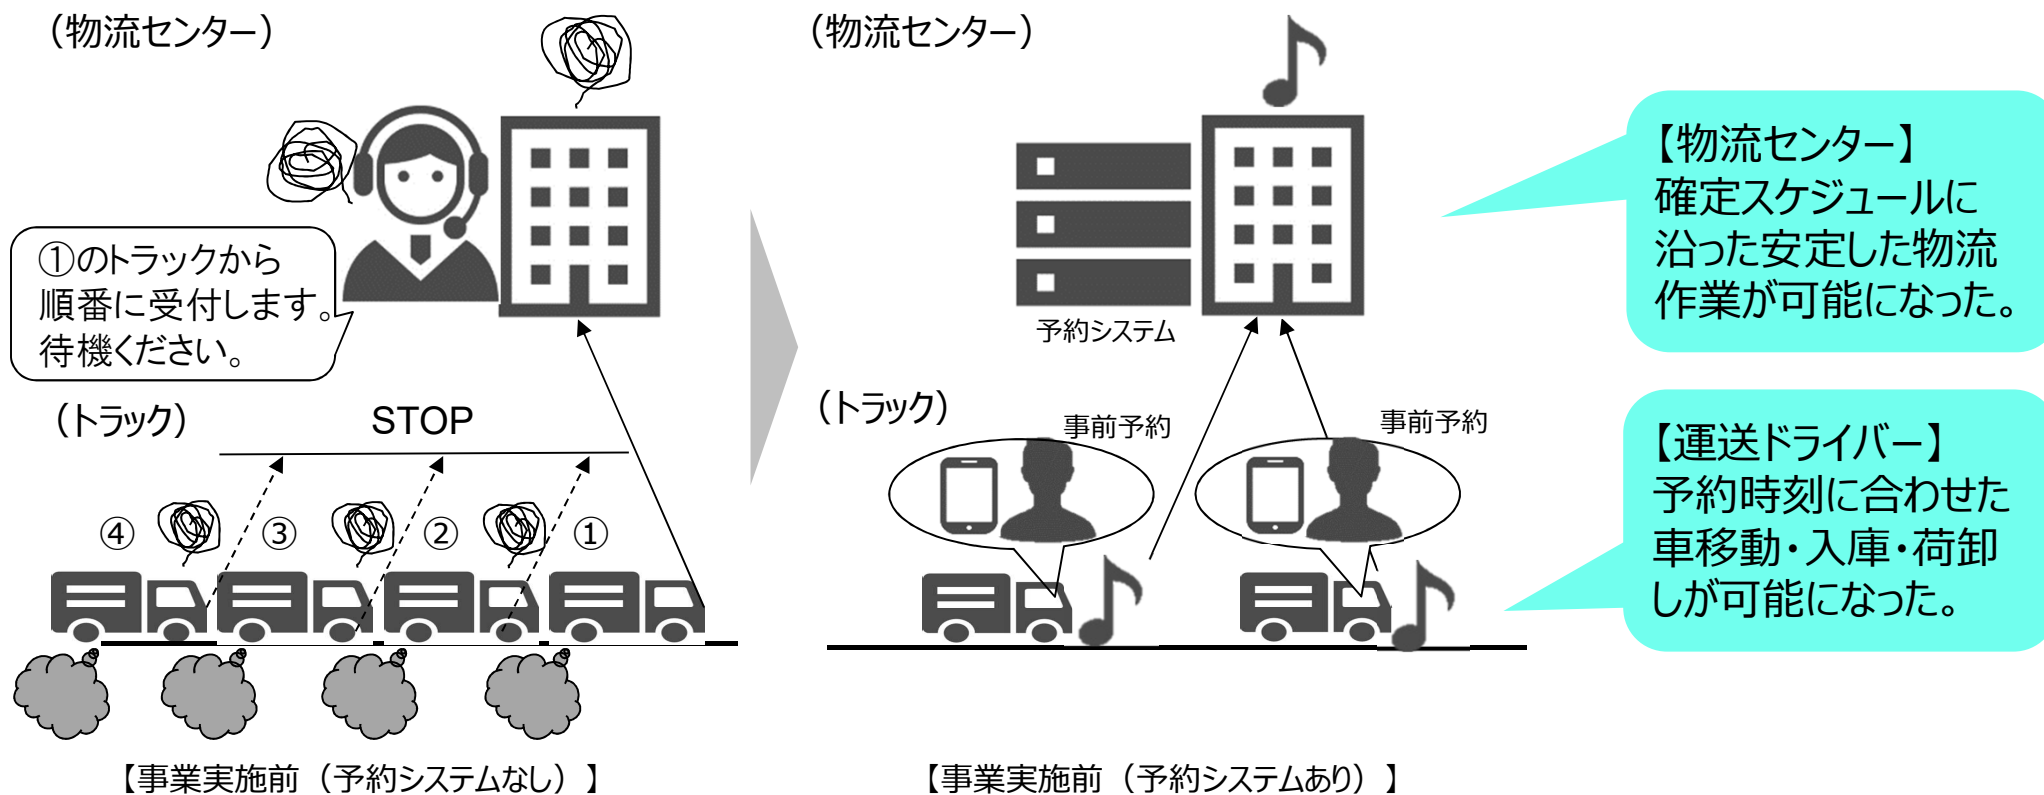 （物流センター）
①のトラックから
順番に受付します。
待機ください。
（トラック）
STOP
④
③
②
①
【事業実施前（予約システムなし）】
（物流センター）
予約システム
（トラック）
事前予約
事前予約
【事業実施前（予約システムあり）】
【物流センター】
確定スケジュールに
沿った安定した物流
作業が可能になった。
【運送ドライバー】
予約時刻に合わせた
車移動・入庫・荷卸
しが可能になった。